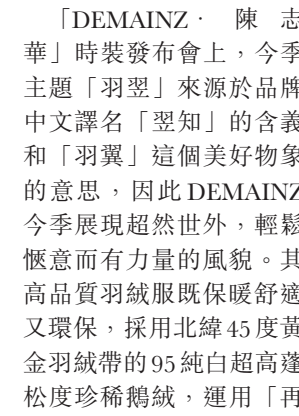 「DEMAINZ · 陳志
華」時裝發布會上，今季
主題「羽翌」來源於品牌
中文譯名「翌知」的含義
和「羽翼」這個美好物象
的意思，因此 DEMAINZ
今季展現超然世外，輕鬆
愜意而有力量的風貌。其
高品質羽絨服既保暖舒適
又環保，採用北緯 45 度黃
金羽絨帶的 95 純白超高蓬
松度珍稀鵝絨，運用「再